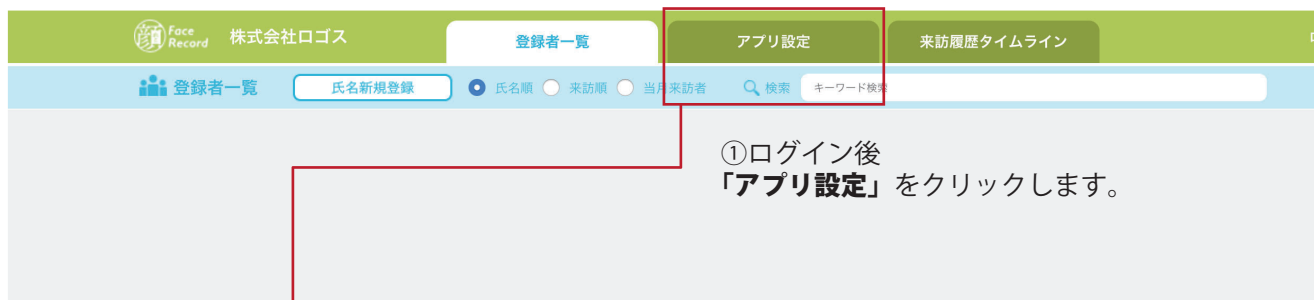 顔 Face Record 株式会社ロゴス 登録者一覧 アプリ設定 来訪履歴タイムライン
登録者一覧 氏名新規登録 氏名順 来訪順 当月来訪者 検索 キーワード検索
①ログイン後
「アプリ設定」をクリックします。